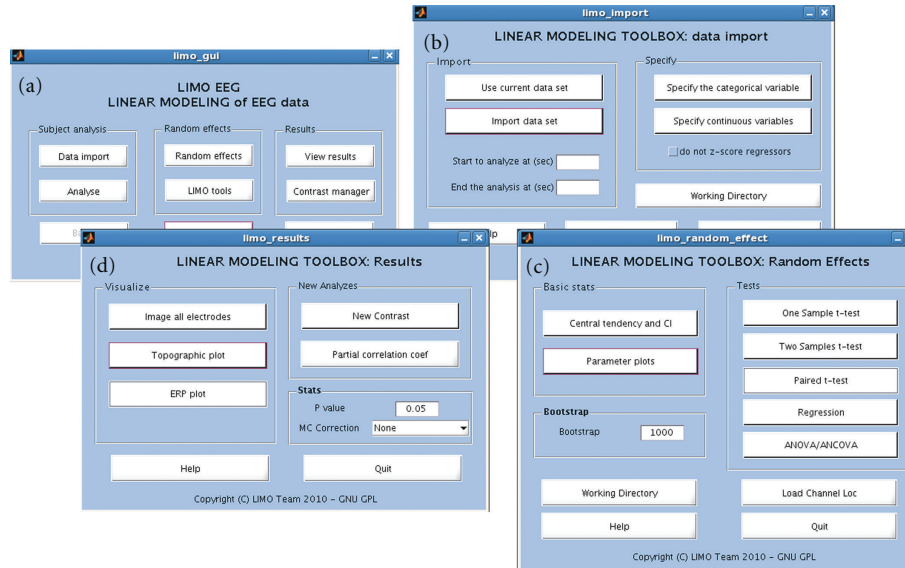 limo_gui
(a)
LIMO EEG
LINEAR MODELING of EEG data
Subject analysis
Data import
Analyse
Random effects
Random effects
LIMO tools
Results
View results
Contrast manager
limo_import
(b)
LINEAR MODELING TOOLBOX: data import
Import
Use current data set
Import data set
Start to analyze at (sec)
End the analysis at (sec)
Specify
Specify the categorical variable
Specify continuous variables
do not z-score regressors
Working Directory
limo_results
(d)
LINEAR MODELING TOOLBOX: Results
Visualize
Image all electrodes
Topographic plot
ERP plot
New Analyzes
New Contrast
Partial correlation coef
Stats
P value 0.05
MC Correction None
Help
Quit
Copyright (C) LIMO Team 2010 - GNU GPL
limo_random_effect
(c)
LINEAR MODELING TOOLBOX: Random Effects
Basic stats
Central tendency and CI
Parameter plots
Bootstrap
Bootstrap 1000
Tests
One Sample t-test
Two Samples t-test
Paired t-test
Regression
ANOVA/ANCOVA
Working Directory
Load Channel Loc
Help
Quit
Copyright (C) LIMO Team 2010 - GNU GPL